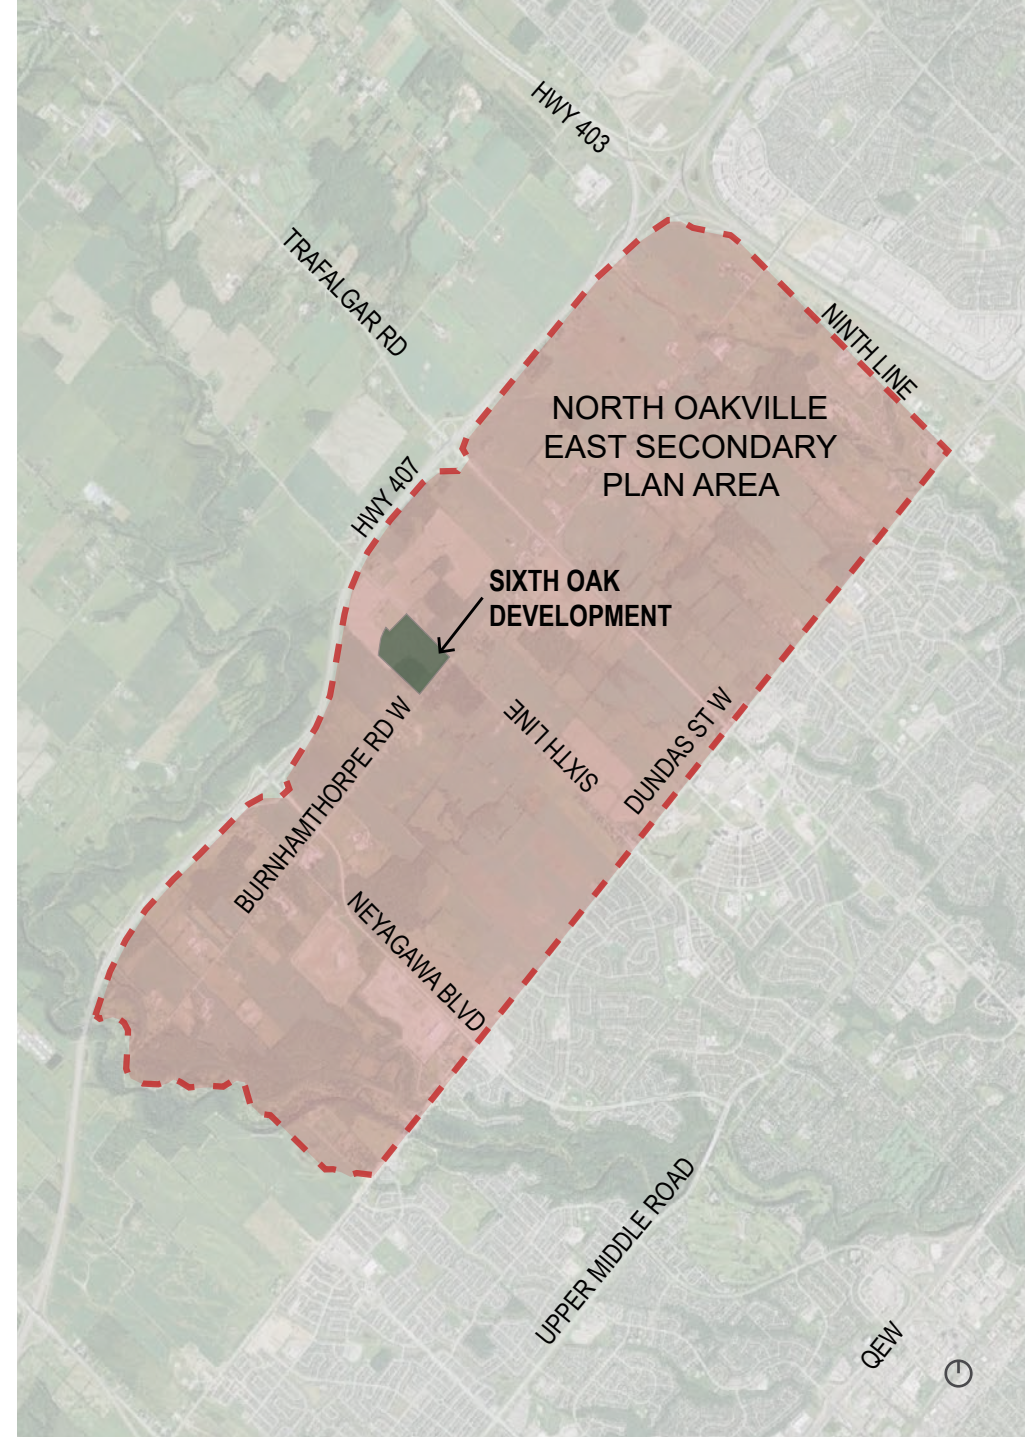 HWY 403
TRAFALGAR RD
NINTH LINE
NORTH OAKVILLE
EAST SECONDARY
PLAN AREA
HWY 407
SIXTH OAK
DEVELOPMENT
SIXTH LINE
DUNDAS ST W
BURNHAMTHORPE RD W
NEYAGAWA BLVD
UPPER MIDDLE ROAD
QEW